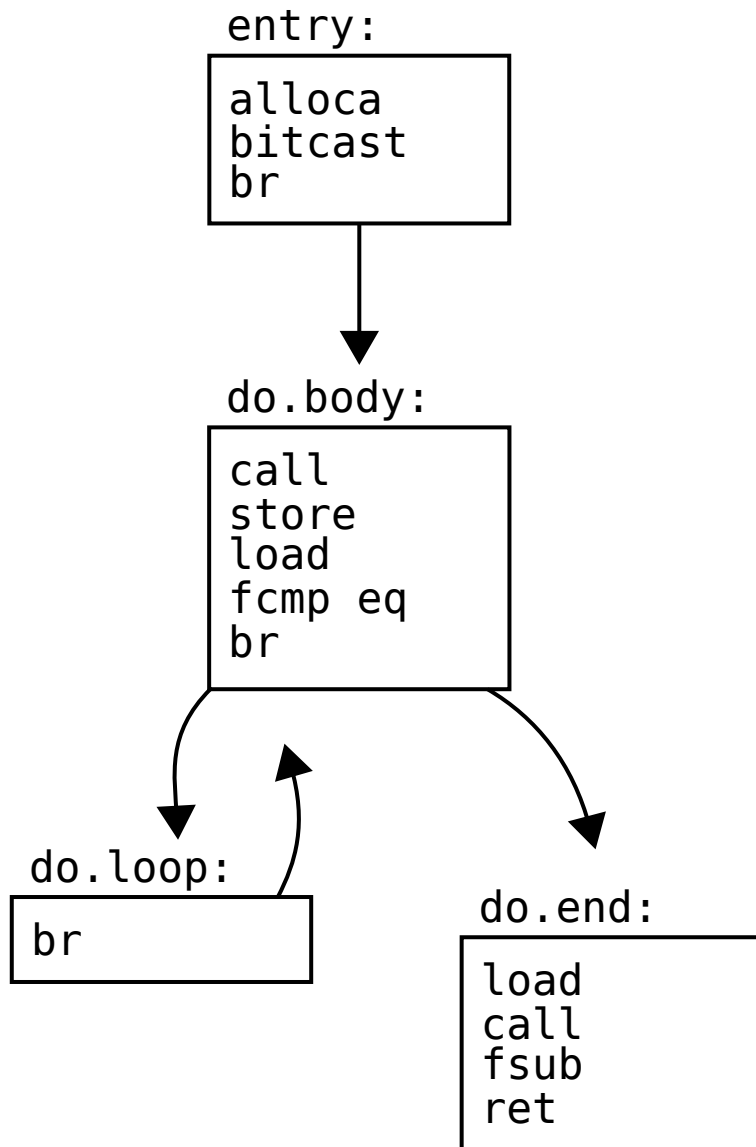 entry:
alloca
bitcast
br
do.body:
call
store
load
fcmp eq
br
do.loop:
br
do.end:
load
call
fsub
ret